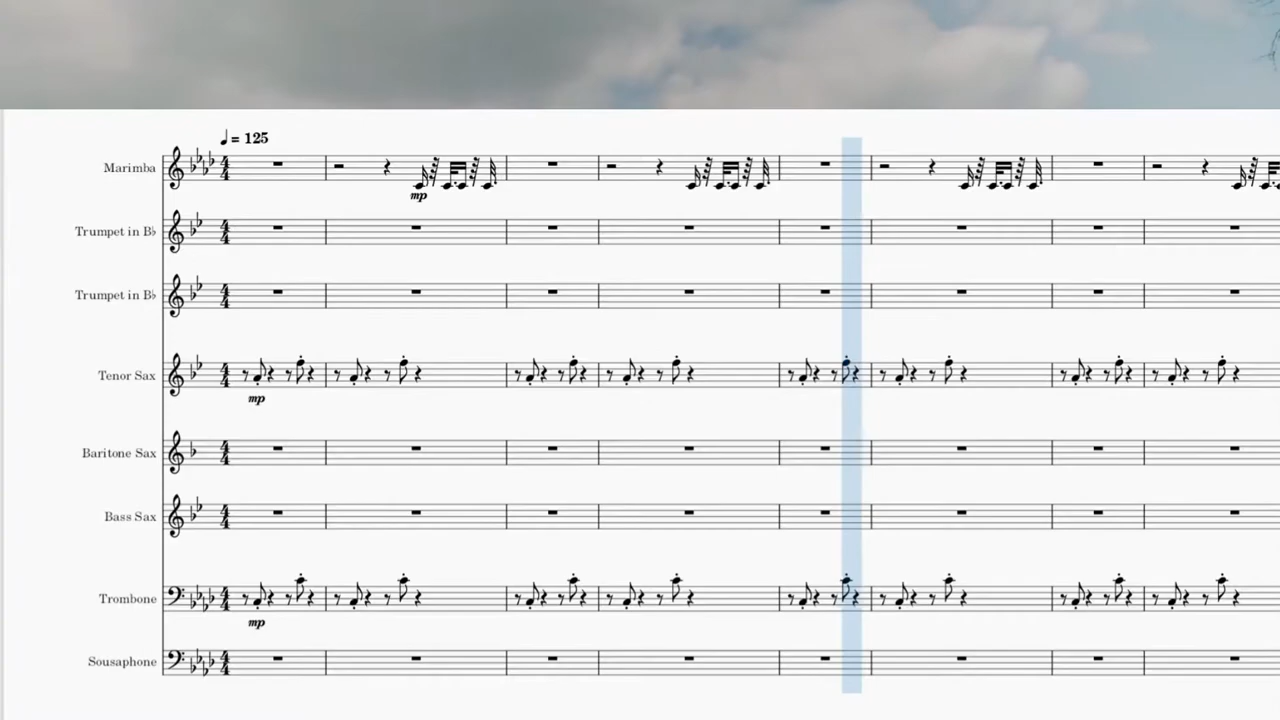 ♩ = 125
Marimba
mp
Trumpet in B♭
Trumpet in B♭
Tenor Sax
mp
Baritone Sax
Bass Sax
Trombone
mp
Sousaphone